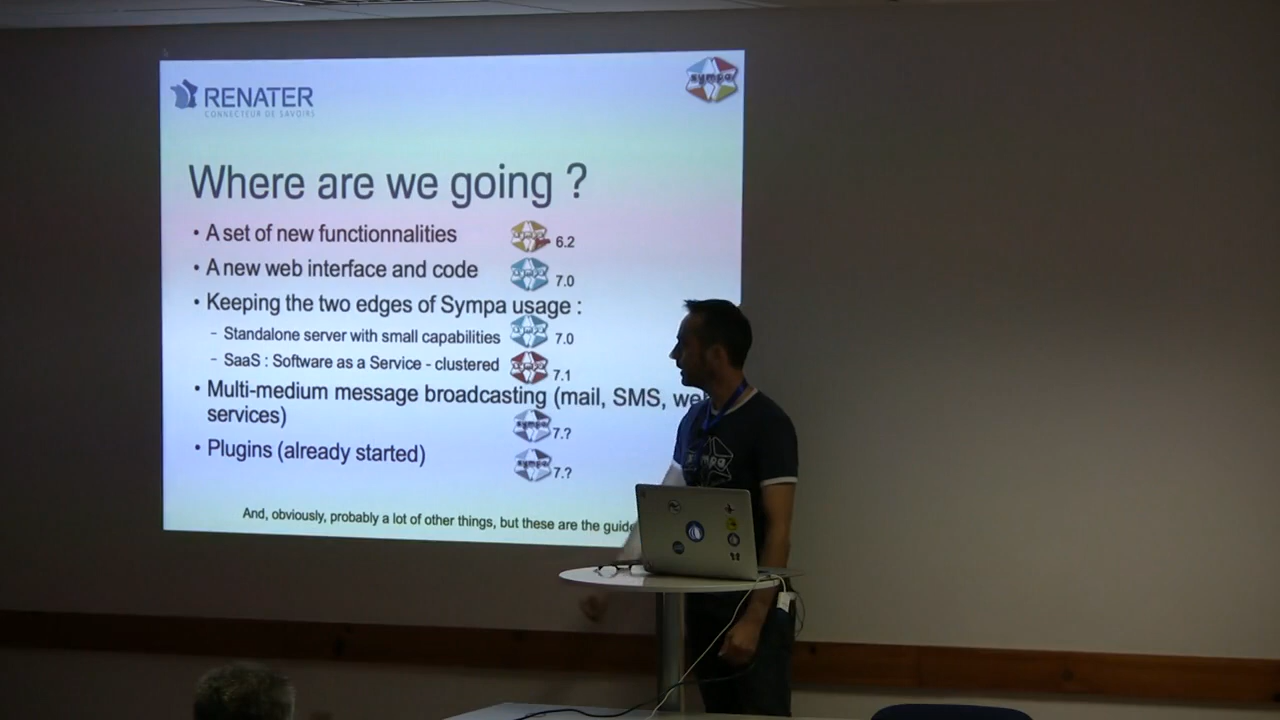 RENATER
CONNECTEUR DE SAVOIRS
sympa
Where are we going ?
• A set of new functionnalities
6.2
• A new web interface and code
7.0
• Keeping the two edges of Sympa usage :
- Standalone server with small capabilities
7.0
- SaaS : Software as a Service - clustered
7.1
• Multi-medium message broadcasting (mail, SMS,
services)
sympa 7.?
• Plugins (already started)
sympa 7.?
And, obviously, probably a lot of other things, but these are the